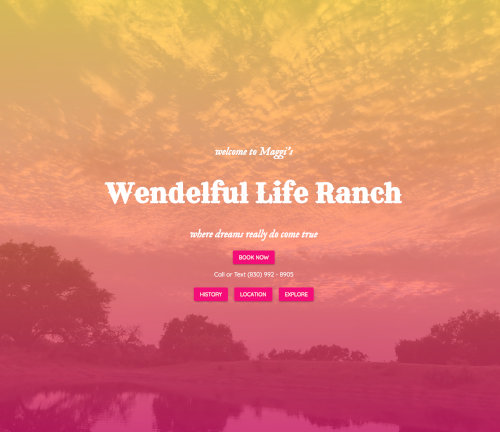 welcome to Maggi's
Wendelful Life Ranch
where dreams really do come true
BOOK NOW
Call or Text (830) 992 - 8905
HISTORY LOCATION EXPLORE